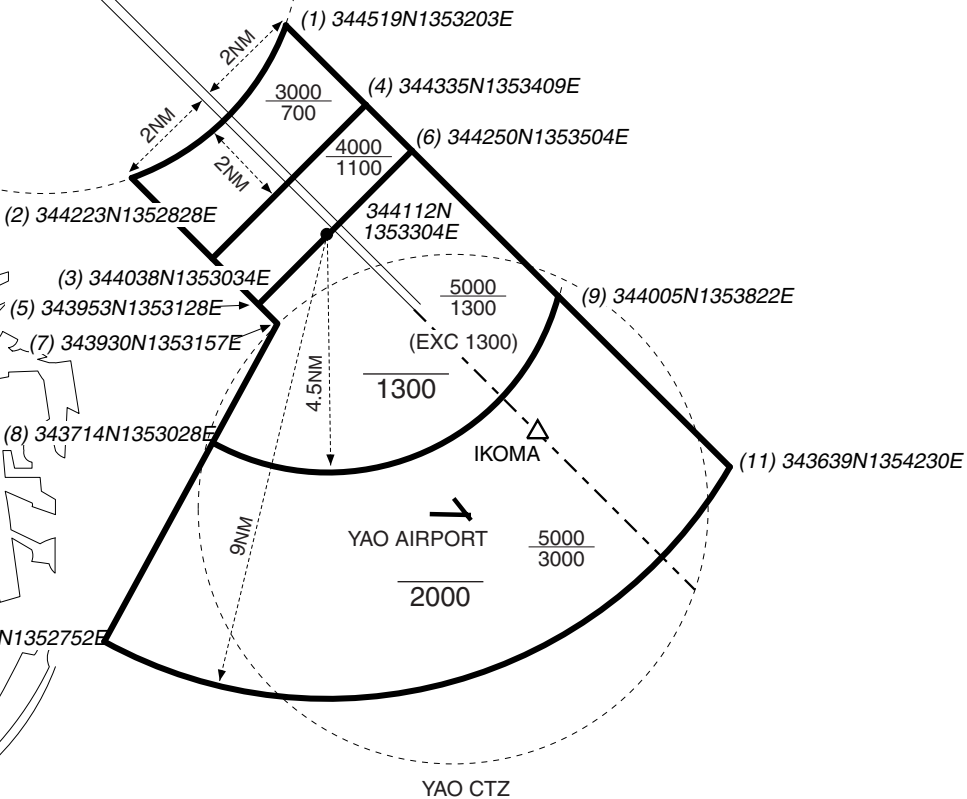 (1) 344519N1353203E
2NM
(4) 344335N1353409E
3000
700
2NM
(6) 344250N1353504E
4000
1100
2NM
(2) 344223N1352828E
344112N
1353304E
(3) 344038N1353034E
(5) 343953N1353128E
5000
1300
(9) 344005N1353822E
(7) 343930N1353157E
(EXC 1300)
4.5NM
1300
(8) 343714N1353028E
IKOMA
(11) 343639N1354230E
9NM
YAO AIRPORT
5000
3000
2000
N1352752E
YAO CTZ